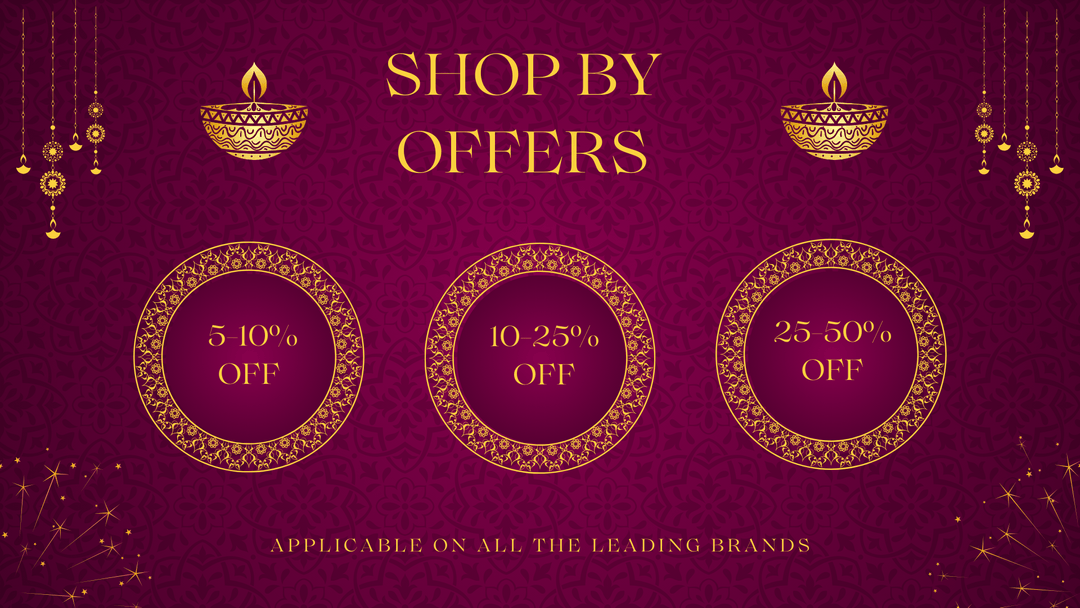 SHOP BY
OFFERS
5-10%
OFF
10-25%
OFF
25-50%
OFF
APPLICABLE ON ALL THE LEADING BRANDS